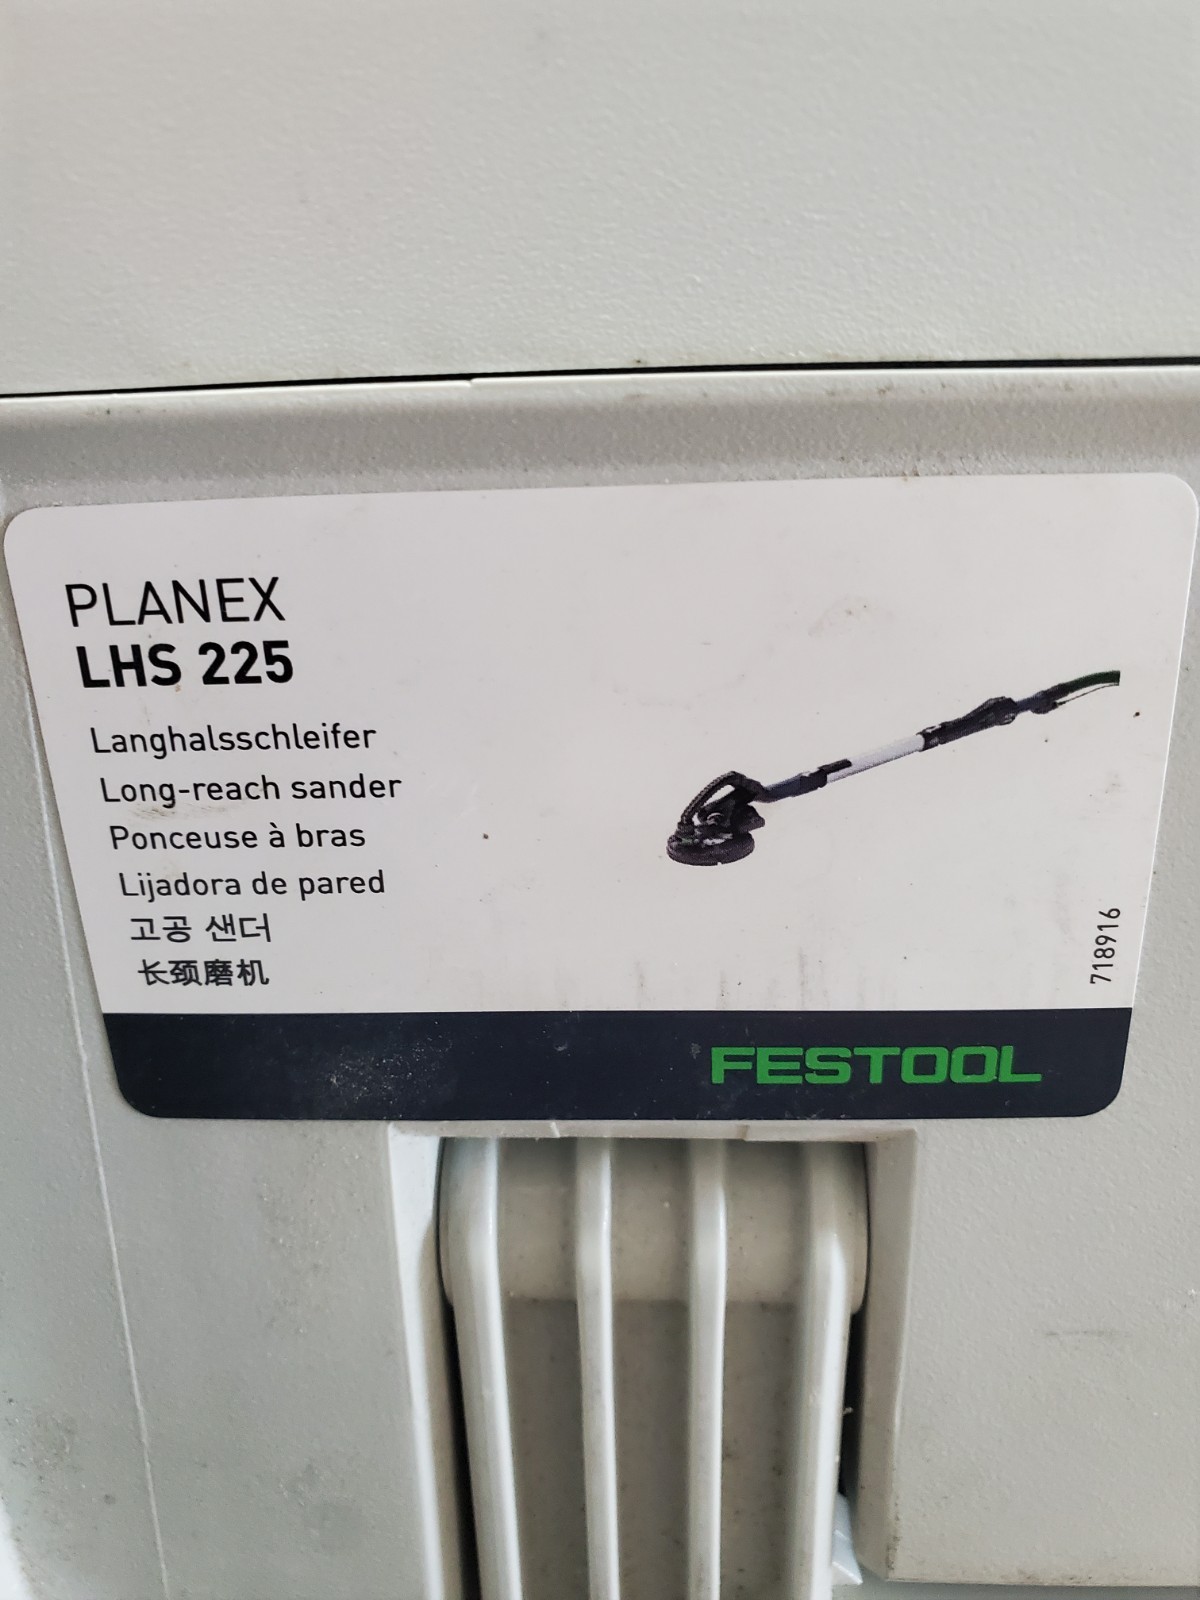 PLANEX
LHS 225
Langhalsschleifer
Long-reach sander
Ponceuse à bras
Lijadora de pared
고공 샌더
长颈磨机
718916
FESTOOL